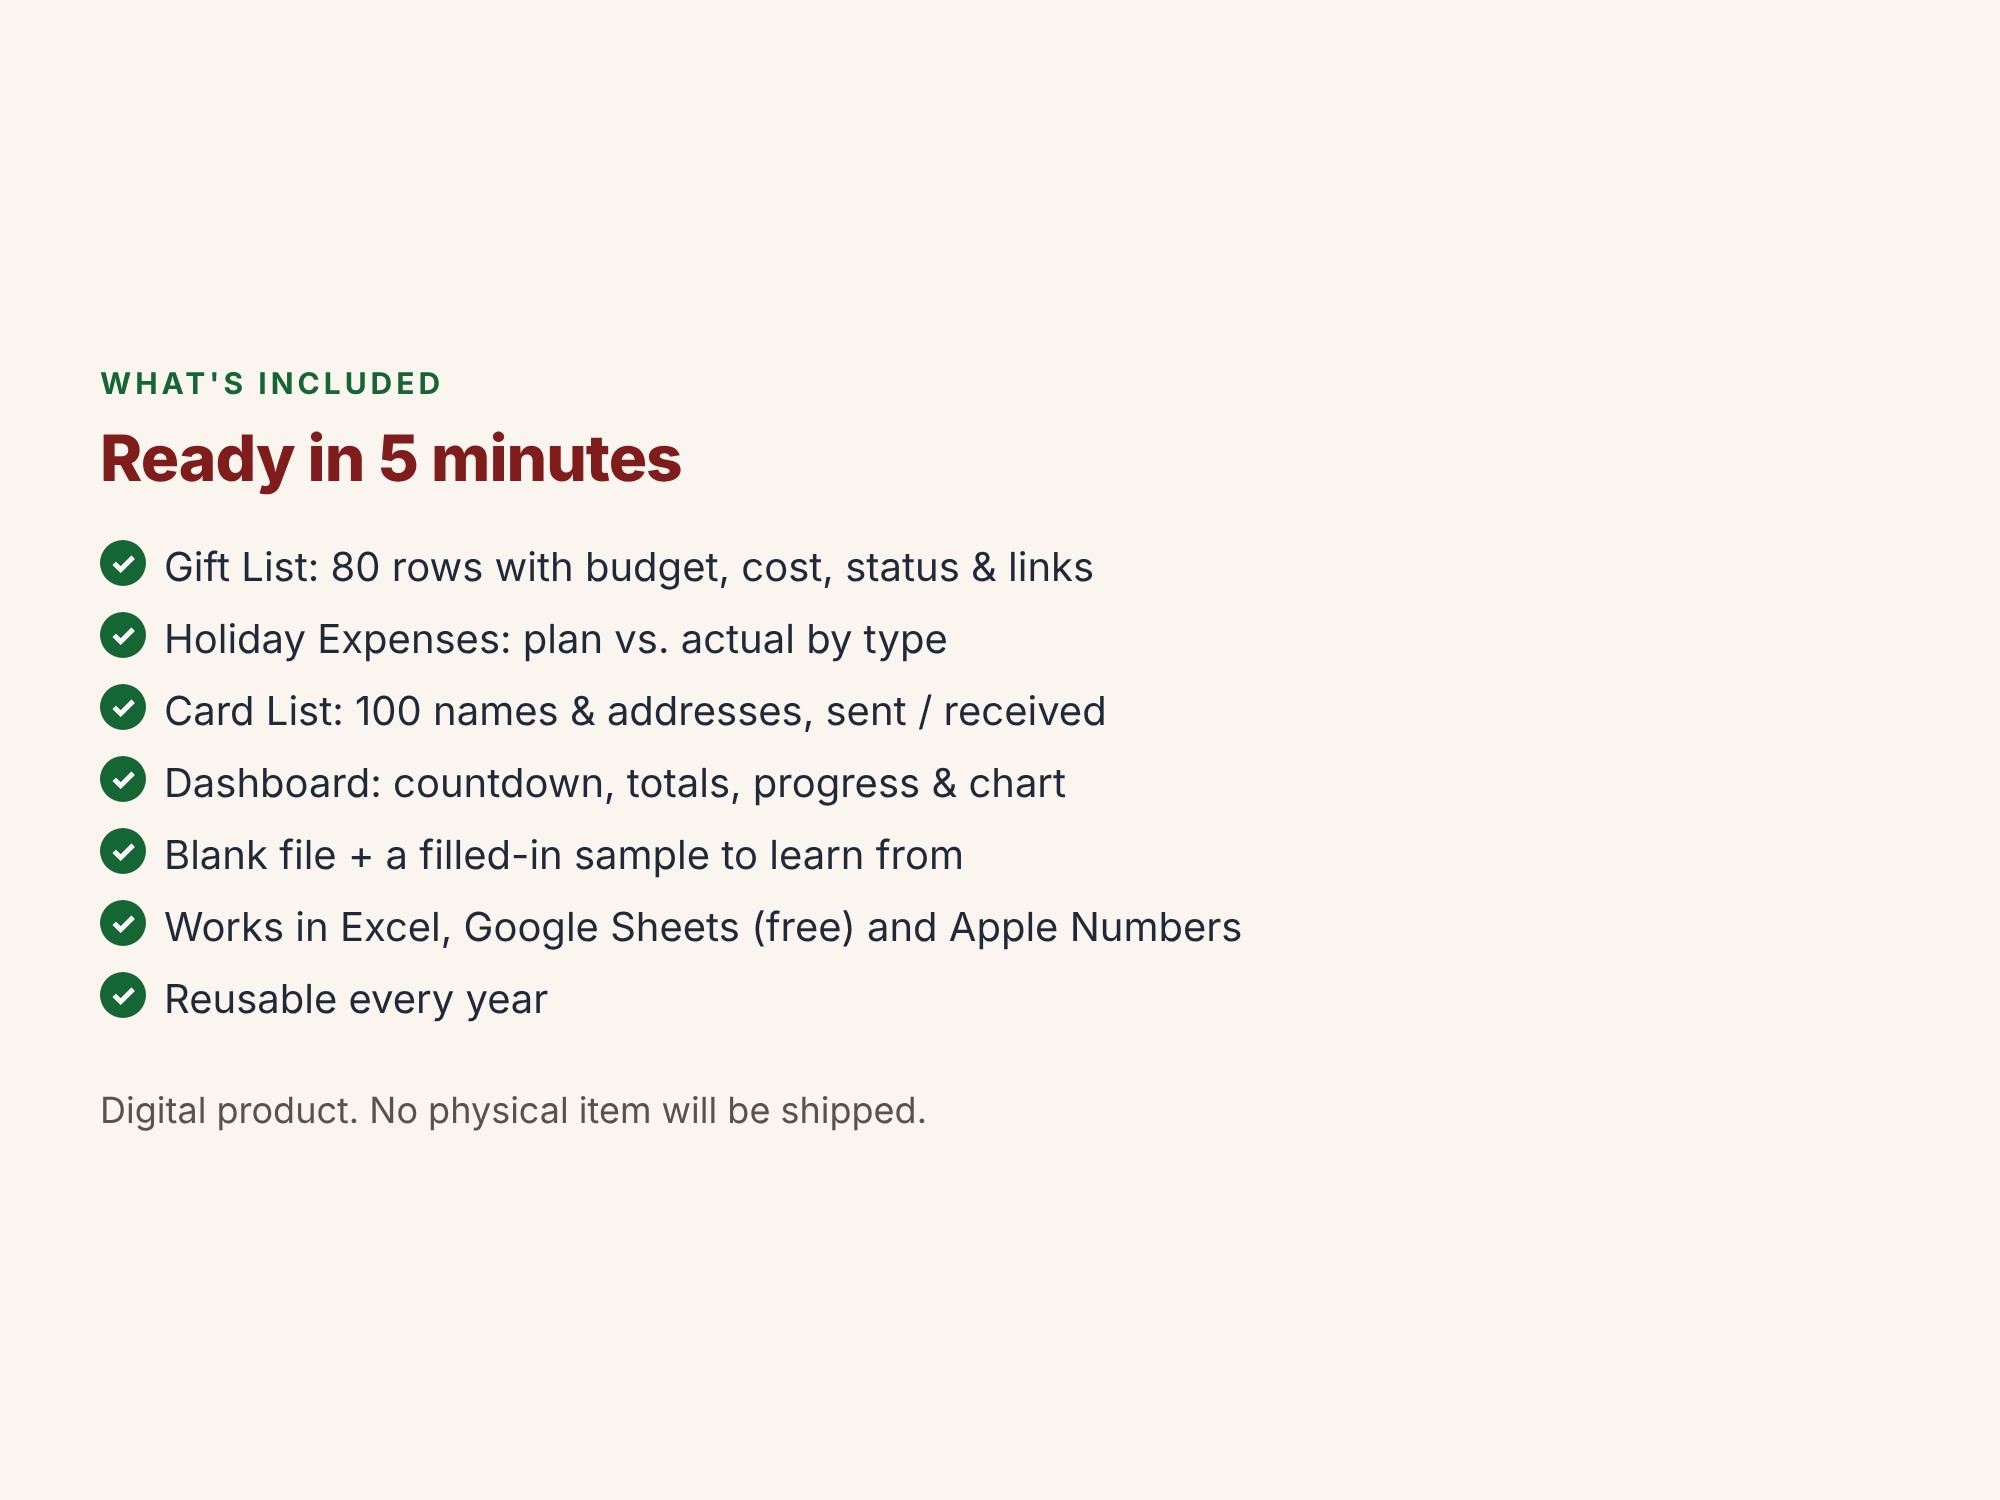 WHAT'S INCLUDED
Ready in 5 minutes
Gift List: 80 rows with budget, cost, status & links
Holiday Expenses: plan vs. actual by type
Card List: 100 names & addresses, sent / received
Dashboard: countdown, totals, progress & chart
Blank file + a filled-in sample to learn from
Works in Excel, Google Sheets (free) and Apple Numbers
Reusable every year
Digital product. No physical item will be shipped.